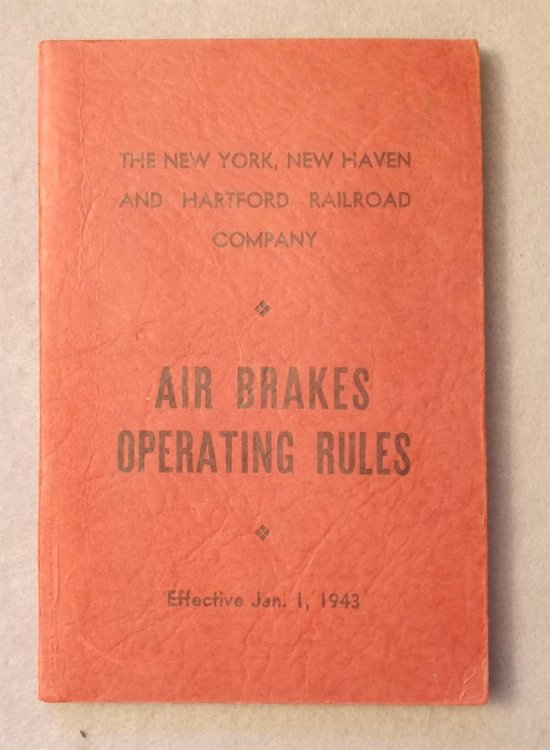 THE NEW YORK, NEW HAVEN
AND HARTFORD RAILROAD
COMPANY
AIR BRAKES
OPERATING RULES
Effective Jan. 1, 1943